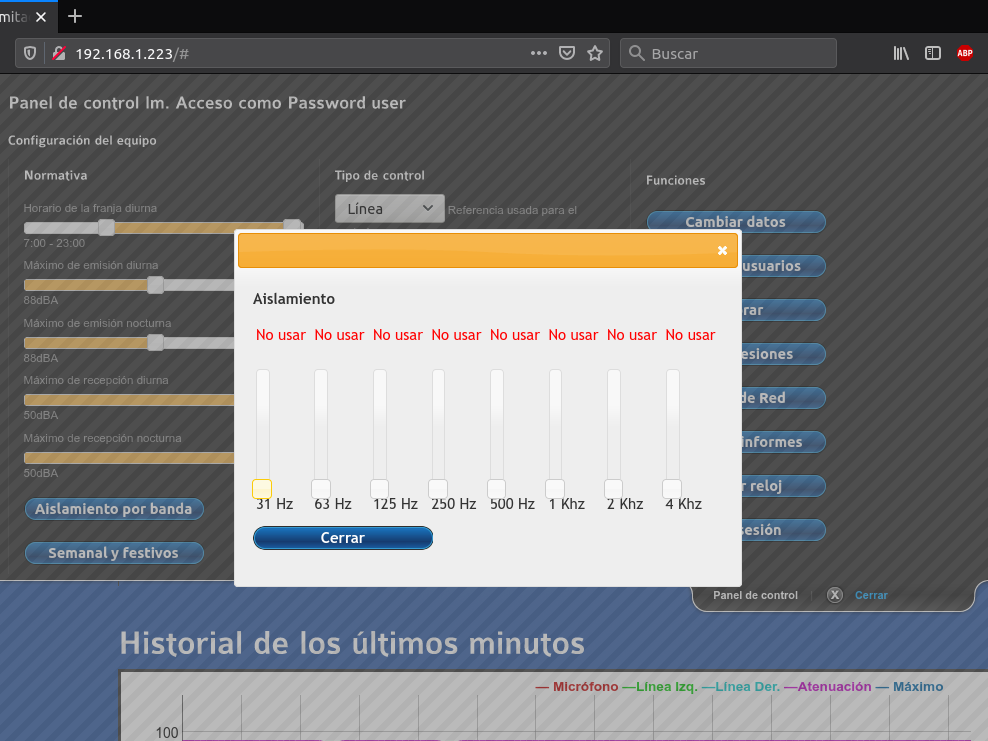 mita
192.168.1.223/#
Buscar
ABP
Panel de control lm. Acceso como Password user
Configuración del equipo
Normativa
Horario de la franja diurna
7:00 - 23:00
Máximo de emisión diurna
88dBA
Máximo de emisión nocturna
88dBA
Máximo de recepción diurna
50dBA
Máximo de recepción nocturna
50dBA
Aislamiento por banda
Semanal y festivos
Tipo de control
Línea
Referencia usada para el
Funciones
Cambiar datos
usuarios
rar
esiones
de Red
informes
r reloj
sesión
Aislamiento
No usar No usar No usar No usar No usar No usar No usar No usar
31 Hz 63 Hz 125 Hz 250 Hz 500 Hz 1 Khz 2 Khz 4 Khz
Cerrar
Panel de control X Cerrar
Historial de los últimos minutos
— Micrófono —Línea Izq. —Línea Der. —Atenuación — Máximo
100